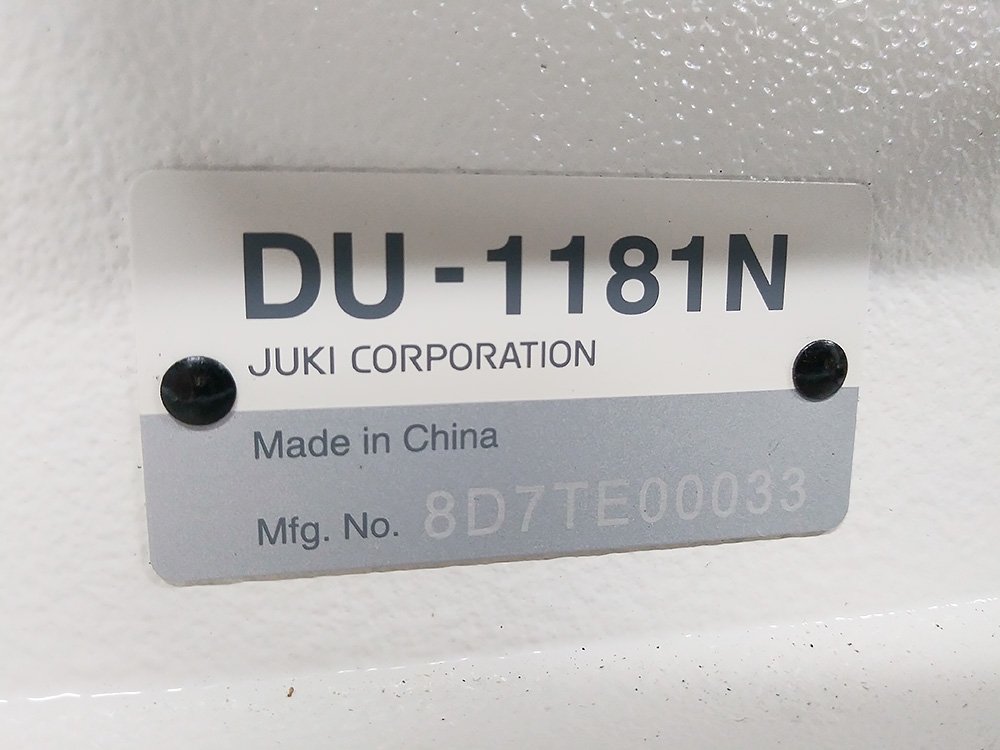 DU-1181N
JUKI CORPORATION
Made in China
Mfg. No. 8D7TE00033